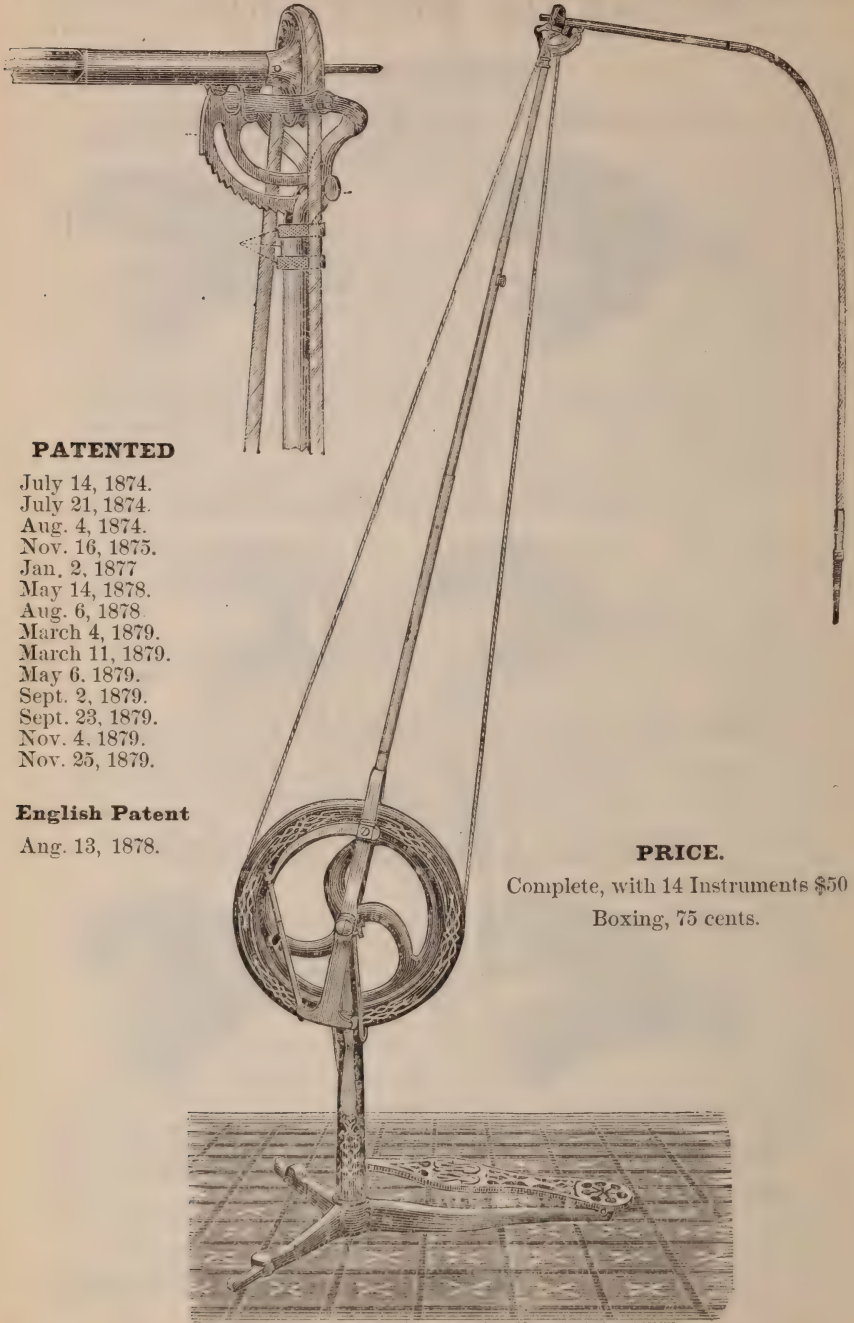 PATENTED
July 14, 1874.
July 21, 1874.
Aug. 4, 1874.
Nov. 16, 1875.
Jan. 2, 1877
May 14, 1878.
Aug. 6, 1878
March 4, 1879.
March 11, 1879.
May 6. 1879.
Sept. 2, 1879.
Sept. 23, 1879.
Nov. 4, 1879.
Nov. 25, 1879.
English Patent
Aug. 13, 1878.
PRICE.
Complete, with 14 Instruments $50
Boxing, 75 cents.